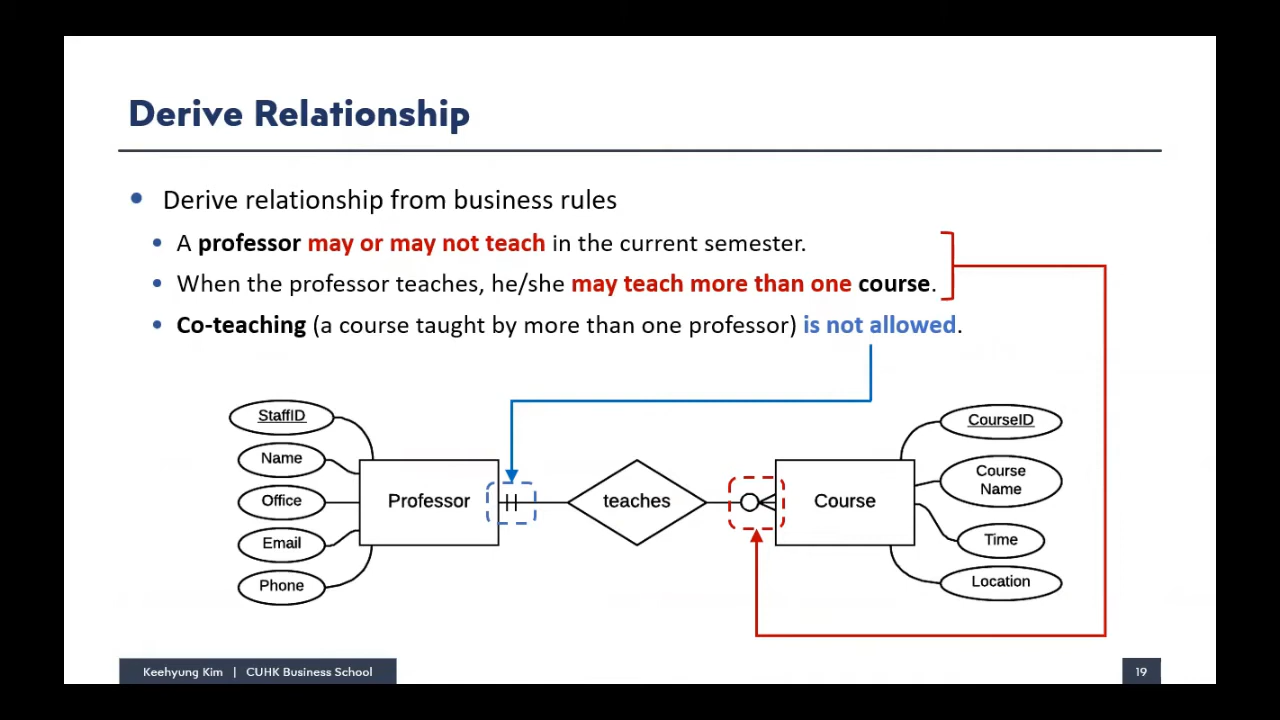 Derive Relationship
Derive relationship from business rules
A professor may or may not teach in the current semester.
When the professor teaches, he/she may teach more than one course.
Co-teaching (a course taught by more than one professor) is not allowed.
StaffID
Name
Office
Email
Phone
Professor
teaches
Course
CourseID
Course
Name
Time
Location
Keehyung Kim | CUHK Business School
19